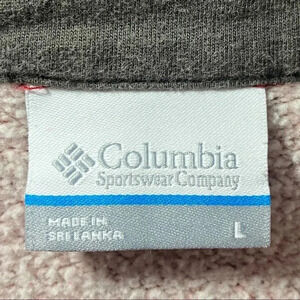 Columbia
Sportswear Company
MADE IN
SRI LANKA
L